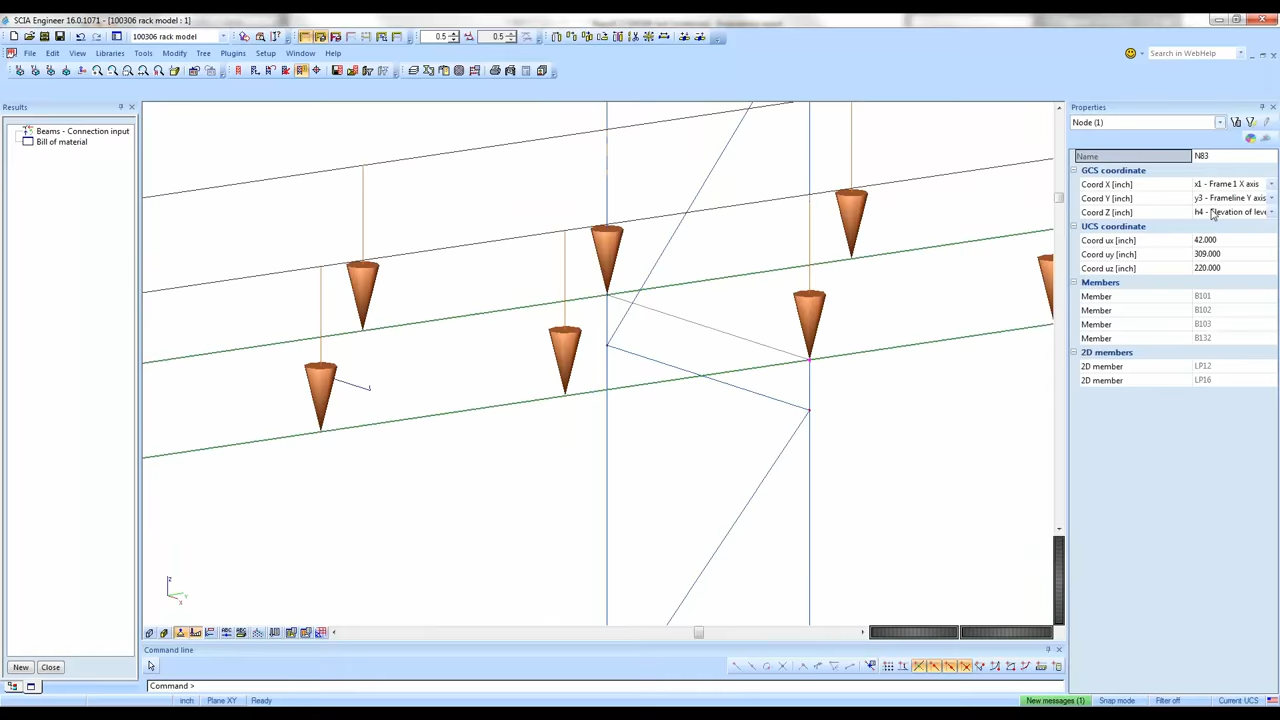 SCIA Engineer 16.0.1071 - [100306 rack model : 1]
100306 rack model
0.5
0.5
File Edit View Libraries Tools Modify Tree Plugins Setup Window Help
Search in WebHelp
Results
Beams - Connection input
Bill of material
New
Close
Properties
Node (1)
Name N83
GCS coordinate
Coord X [inch] x1 - Frame 1 X axis
Coord Y [inch] y3 - Frameline Y axis
Coord Z [inch] h4 - Elevation of leve
UCS coordinate
Coord ux [inch] 42.000
Coord uy [inch] 309.000
Coord uz [inch] 220.000
Members
Member B101
Member B102
Member B103
Member B132
2D members
2D member LP12
2D member LP16
z
Y
X
Command line
Command >
inch Plane XY Ready New messages (1) Snap mode Filter off Current UCS